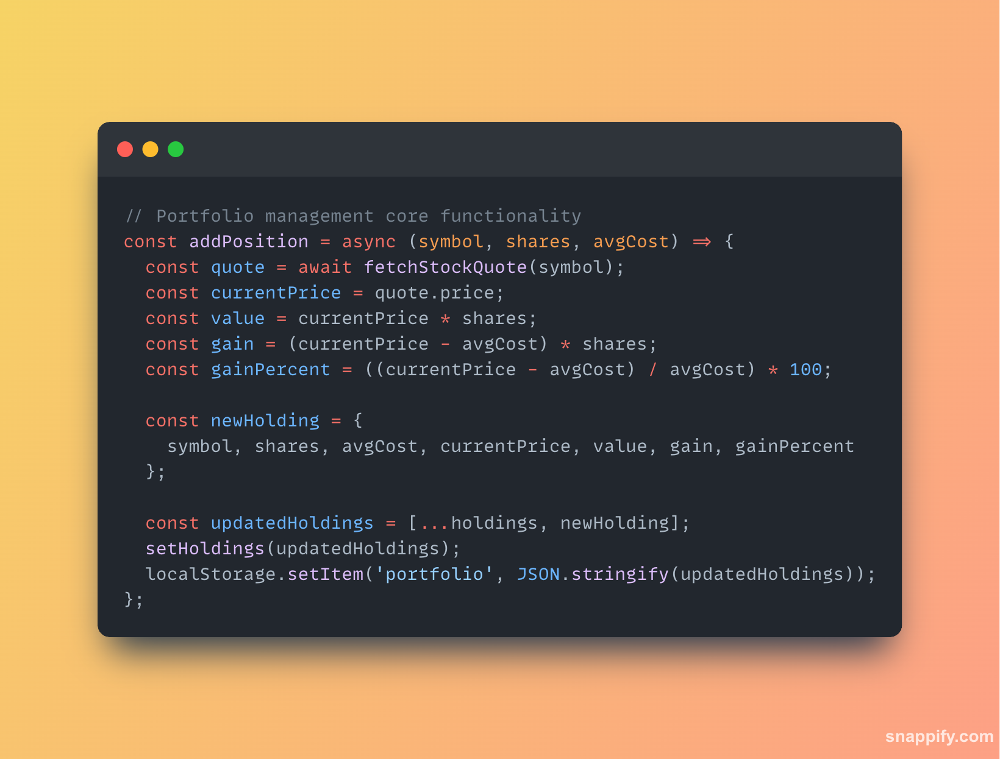 // Portfolio management core functionality
const addPosition = async (symbol, shares, avgCost) => {
  const quote = await fetchStockQuote(symbol);
  const currentPrice = quote.price;
  const value = currentPrice * shares;
  const gain = (currentPrice - avgCost) * shares;
  const gainPercent = ((currentPrice - avgCost) / avgCost) * 100;

  const newHolding = {
    symbol, shares, avgCost, currentPrice, value, gain, gainPercent
  };

  const updatedHoldings = [...holdings, newHolding];
  setHoldings(updatedHoldings);
  localStorage.setItem('portfolio', JSON.stringify(updatedHoldings));
};
snappify.com